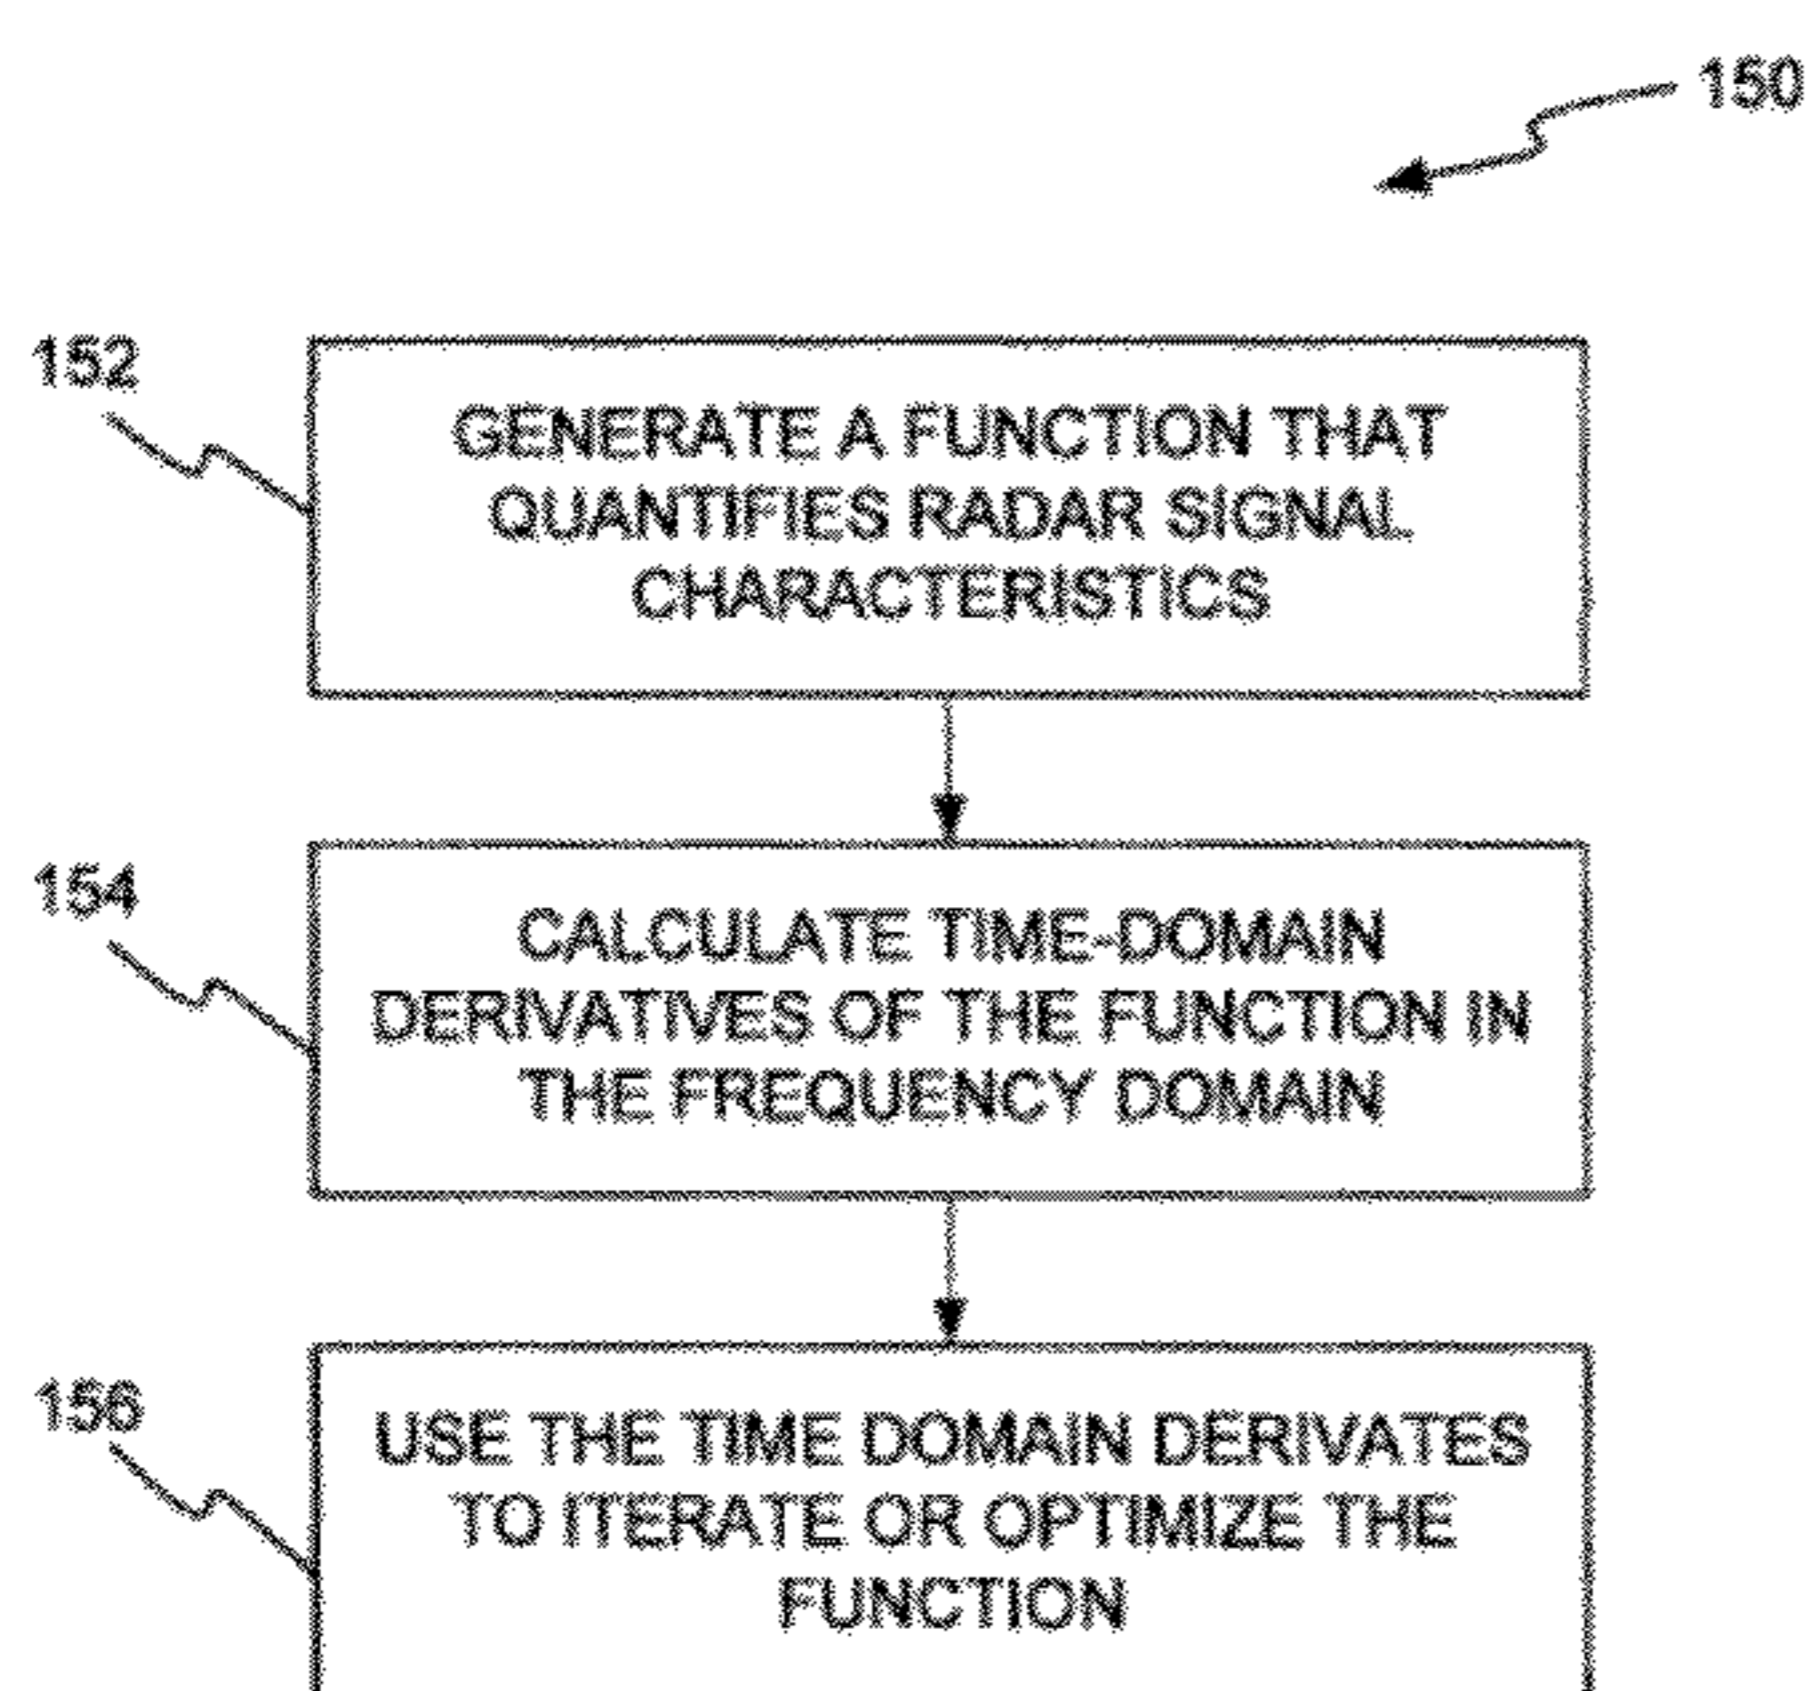 150
152
GENERATE A FUNCTION THAT
QUANTIFIES RADAR SIGNAL
CHARACTERISTICS
154
CALCULATE TIME-DOMAIN
DERIVATIVES OF THE FUNCTION IN
THE FREQUENCY DOMAIN
156
USE THE TIME DOMAIN DERIVATES
TO ITERATE OR OPTIMIZE THE
FUNCTION